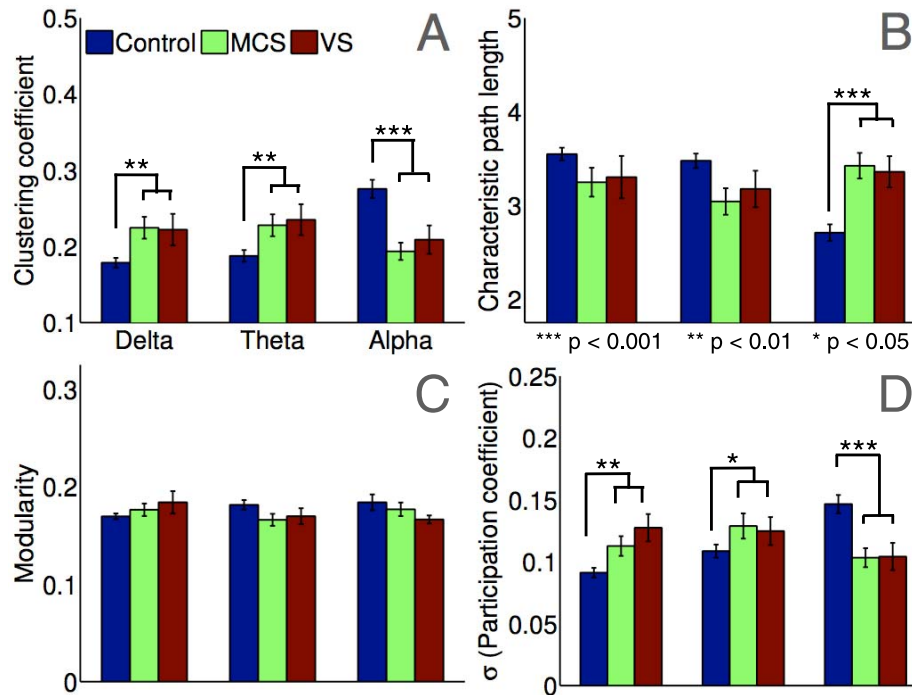 A
Control MCS VS
Clustering coefficient
0.5
0.4
0.3
0.2
0.1
**
**
***
Delta Theta Alpha
B
Characteristic path length
5
4
3
2
***
*** p < 0.001 ** p < 0.01 * p < 0.05
C
Modularity
0.3
0.2
0.1
0
D
σ (Participation coefficient)
0.25
0.2
0.15
0.1
0.05
0
**
*
***